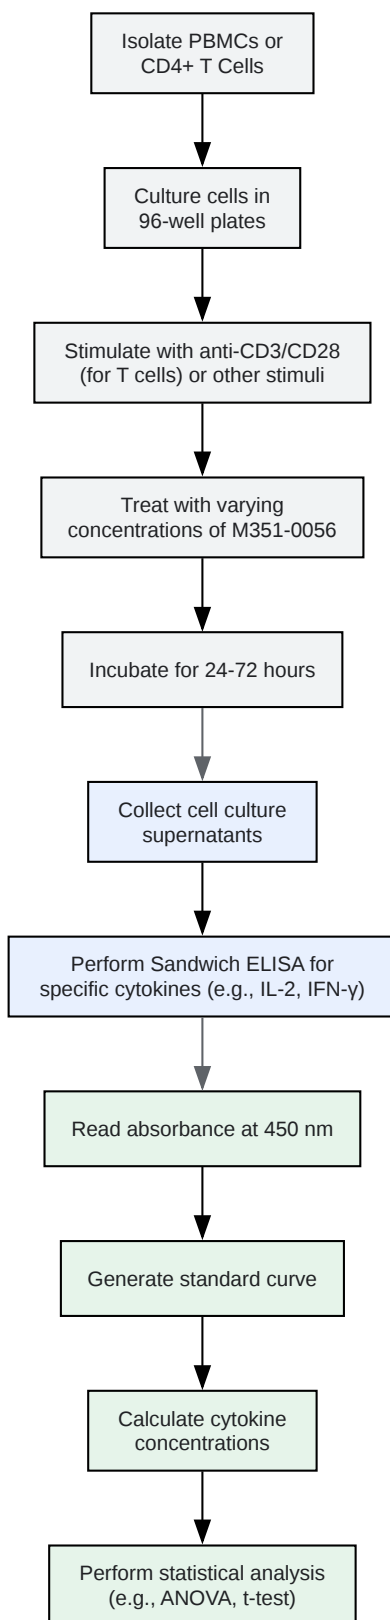 Isolate PBMCs or
CD4+ T Cells
Culture cells in
96-well plates
Stimulate with anti-CD3/CD28
(for T cells) or other stimuli
Treat with varying
concentrations of M351-0056
Incubate for 24-72 hours
Collect cell culture
supernatants
Perform Sandwich ELISA for
specific cytokines (e.g., IL-2, IFN-γ)
Read absorbance at 450 nm
Generate standard curve
Calculate cytokine
concentrations
Perform statistical analysis
(e.g., ANOVA, t-test)